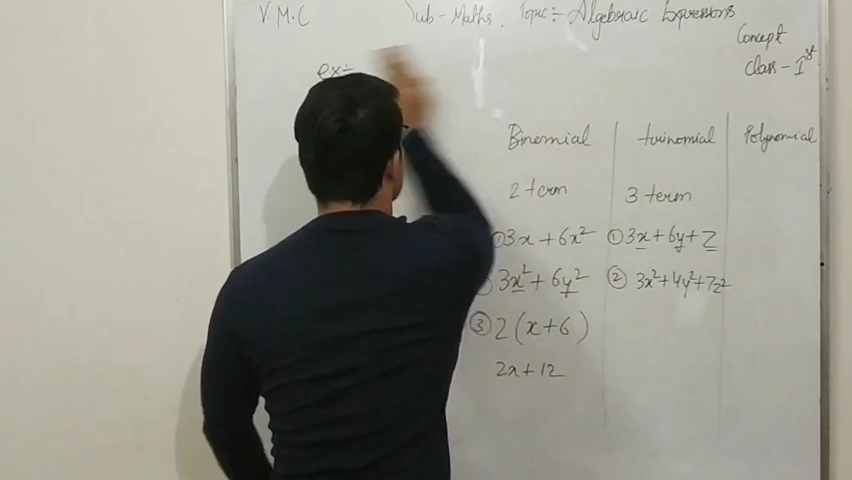 V.M.C Sub - Maths, Topic :- Algebraic Expressions
Concept
class - Ist
ex :-
Binomial trinomial Polynomial
2 term 3 term
① 3x + 6x² ① 3x + 6y + z
3x² + 6y² ② 3x² + 4y² + 7z²
③ 2(x + 6)
2x + 12